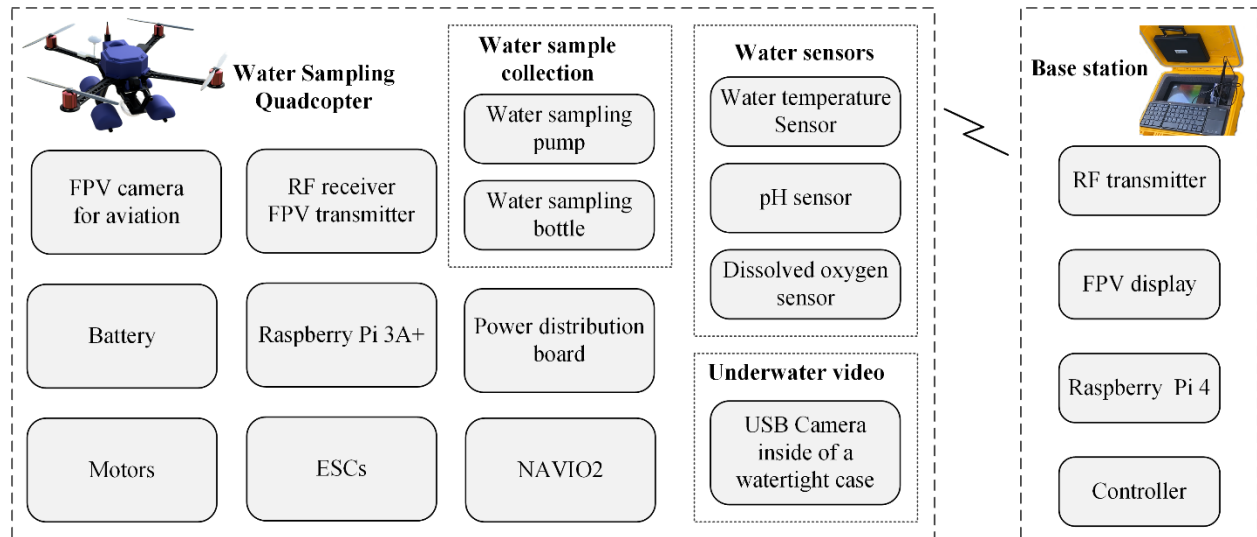 Water Sampling
Quadcopter
FPV camera
for aviation
RF receiver
FPV transmitter
Battery
Raspberry Pi 3A+
Power distribution
board
Motors
ESCs
NAVIO2
Water sample
collection
Water sampling
pump
Water sampling
bottle
Water sensors
Water temperature
Sensor
pH sensor
Dissolved oxygen
sensor
Underwater video
USB Camera
inside of a
watertight case
Base station
RF transmitter
FPV display
Raspberry Pi 4
Controller